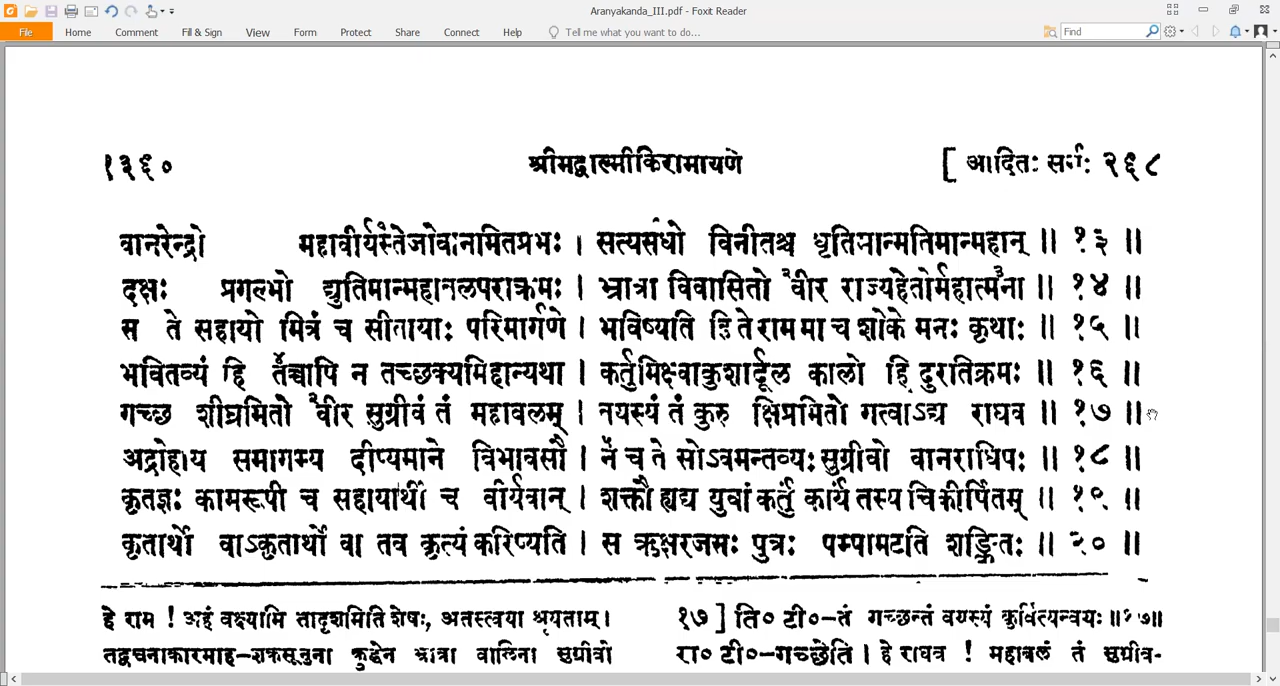 Aranyakanda_III.pdf - Foxit Reader
File Home Comment Fill & Sign View Form Protect Share Connect Help Tell me what you want to do... Find
१३६० श्रीमद्वाल्मीकिरामायणे [ आदितः सर्गः २६८
वानरेन्द्रो महावीर्यस्तेजोवानमितप्रभः । सत्यसंधो विनीतश्च धृतिमान्मतिमान्महान् ॥ १३ ॥
दक्षः प्रगल्भो द्युतिमान्महाबलपराक्रमः । भ्रात्रा विवासितो वीर राज्यहेतोर्महात्मना ॥ १४ ॥
स ते सहायो मित्रं च सीतायाः परिमार्गणे । भविष्यति हि ते राम मा च शोके मनः कृथाः ॥ १५ ॥
भवितव्यं हि तच्चापि न तच्छक्यमिहान्यथा । कर्तुमिक्ष्वाकुशार्दूल कालो हि दुरतिक्रमः ॥ १६ ॥
गच्छ शीघ्रमितो वीर सुग्रीवं तं महाबलम् । वयस्यं तं कुरु क्षिप्रमितो गत्वाऽद्य राघव ॥ १७ ॥
अद्रोहाय समागम्य दीप्यमाने विभावसौ । न च ते सोऽवमन्तव्यः सुग्रीवो वानराधिपः ॥ १८ ॥
कृतज्ञः कामरूपी च सहायार्थी च वीर्यवान् । शक्तौ ह्यद्य युवां कर्तुं कार्यं तस्य चिकीर्षितम् ॥ १९ ॥
कृतार्थो वाऽकृतार्थो वा तव कृत्यं करिष्यति । स ऋक्षरजसः पुत्रः पम्पामटति शङ्कितः ॥ २० ॥
हे राम ! अहं वक्ष्यामि तादृशमिति शेषः, अतस्त्वया श्रूयताम् ।
तद्वचनाकारमाह-शक्रसूनुना क्रुद्धेन भ्रात्रा वालिना सुग्रीवो
१७ ] ति० टी०-तं गच्छन्तं वयस्यं कुर्वित्यन्वयः ॥१७॥
रा० टी०-गच्छेति । हे राघव ! महाबलं तं सुग्रीव-